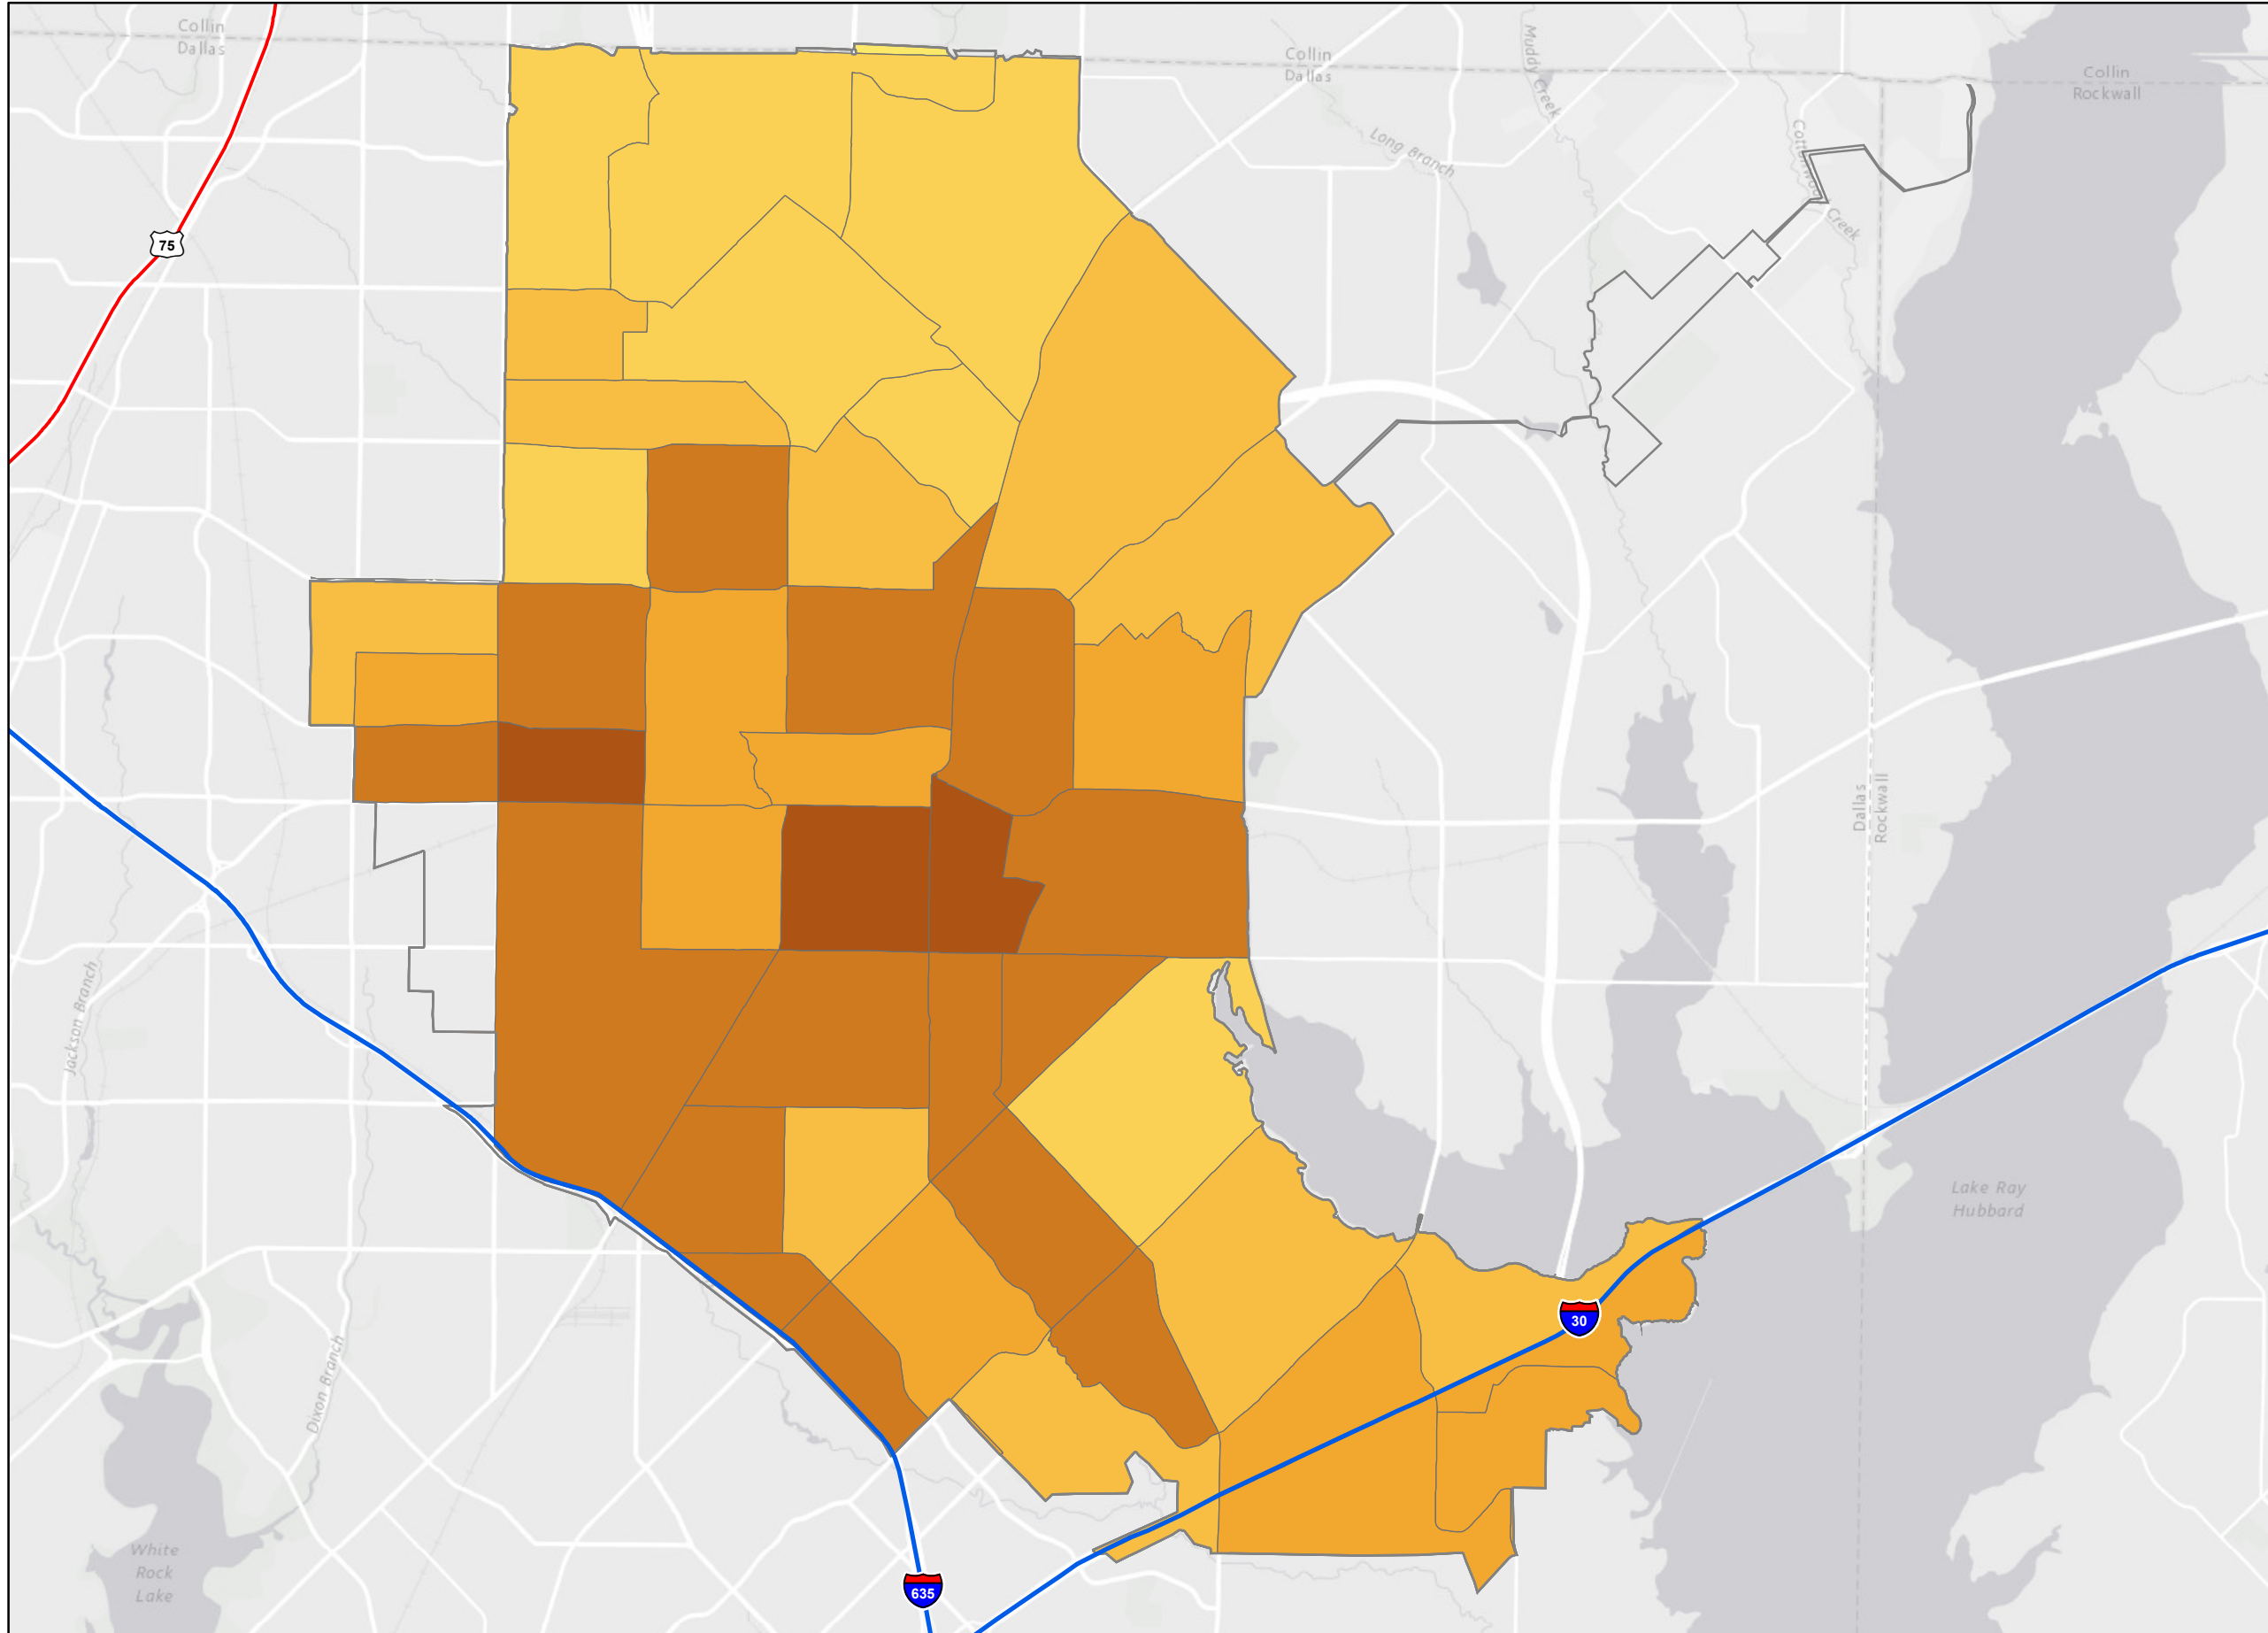 Collin
Dallas
Collin
Dallas
Muddy Creek
Collin
Rockwall
Long Branch
Cottonwood
Creek
75
Dallas
Rockwall
Jackson Branch
Lake Ray
Hubbard
30
Dixon Branch
White
Rock
Lake
635